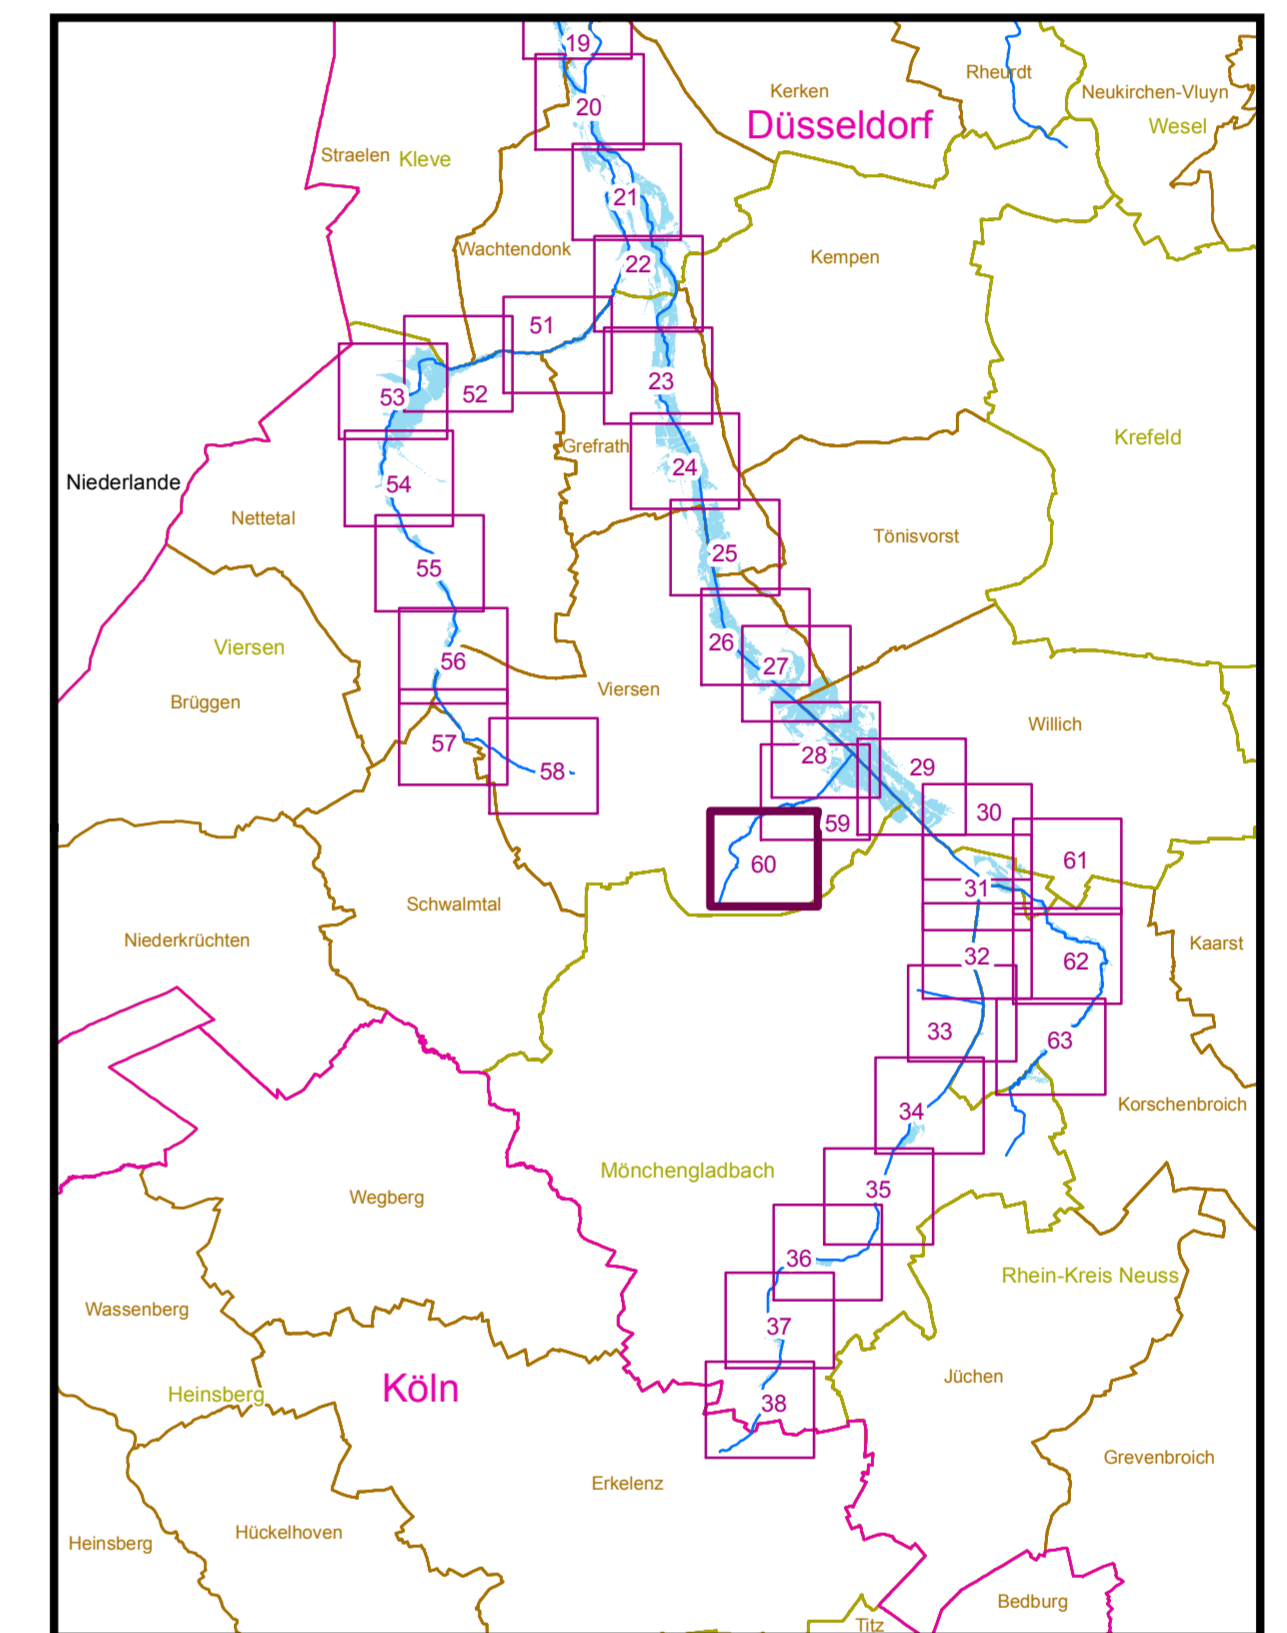 19
Rheurdt
Kerken
Neukirchen-Vluyn
20
Düsseldorf
Wesel
Straelen
Kleve
21
Wachtendonk
Kempen
22
51
23
53
52
Krefeld
Grefrath
24
Niederlande
54
Nettetal
Tönisvorst
25
55
26
Viersen
56
27
Viersen
Brüggen
Willich
57
28
29
58
30
59
60
61
31
Schwalmtal
Niederkrüchten
Kaarst
32
62
33
63
Korschenbroich
34
Mönchengladbach
35
Wegberg
36
Rhein-Kreis Neuss
Wassenberg
37
Jüchen
Köln
Heinsberg
38
Grevenbroich
Erkelenz
Hückelhoven
Heinsberg
Bedburg
Titz